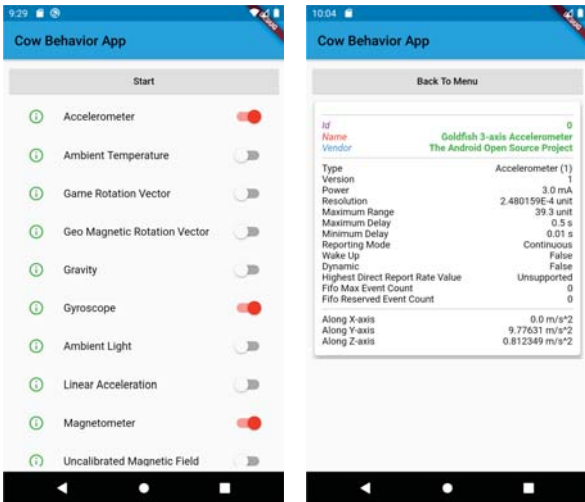 9:29
Cow Behavior App
Start
Accelerometer
Ambient Temperature
Game Rotation Vector
Geo Magnetic Rotation Vector
Gravity
Gyroscope
Ambient Light
Linear Acceleration
Magnetometer
Uncalibrated Magnetic Field
10:04
Cow Behavior App
Back To Menu
Id 0
Name Goldfish 3-axis Accelerometer
Vendor The Android Open Source Project
Type Accelerometer (1)
Version 1
Power 3.0 mA
Resolution 2.480159E-4 unit
Maximum Range 39.3 unit
Maximum Delay 0.5 s
Minimum Delay 0.01 s
Reporting Mode Continuous
Wake Up False
Dynamic False
Highest Direct Report Rate Value Unsupported
Fifo Max Event Count 0
Fifo Reserved Event Count 0
Along X-axis 0.0 m/s^2
Along Y-axis 9.77631 m/s^2
Along Z-axis 0.812349 m/s^2